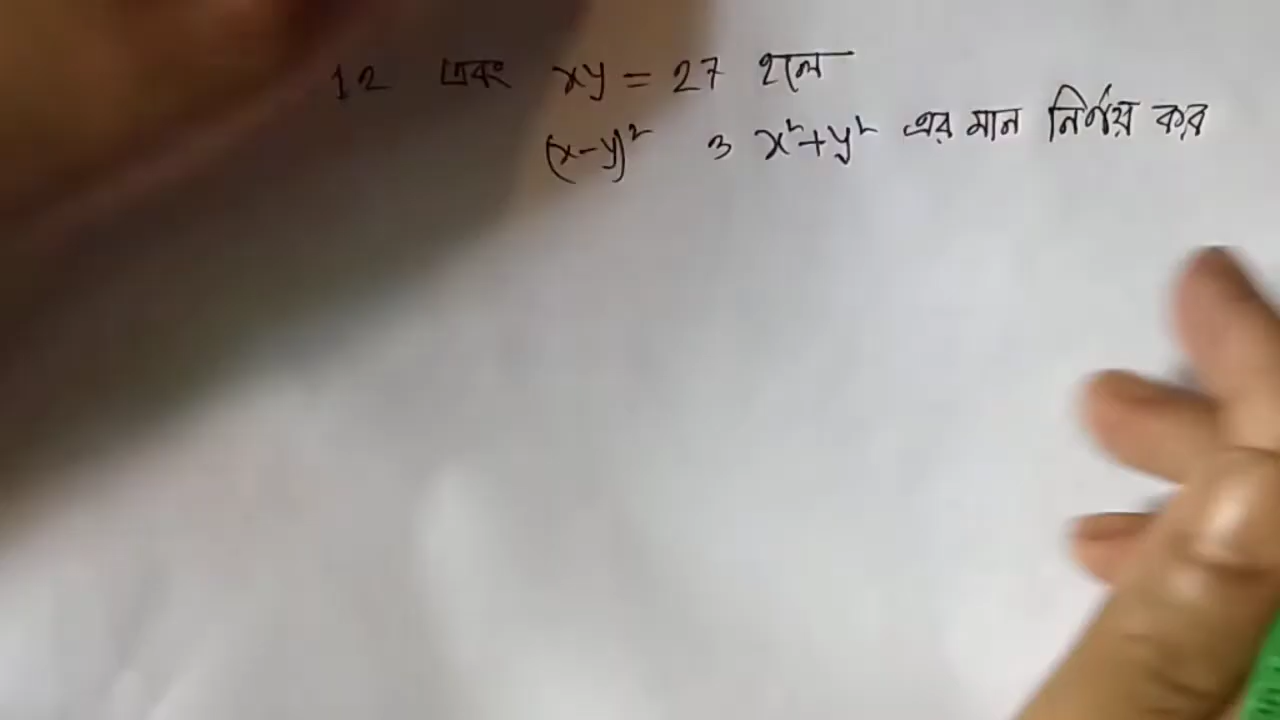 12 এবং xy = 27 হলে
(x-y)² ও x²+y² এর মান নির্ণয় কর